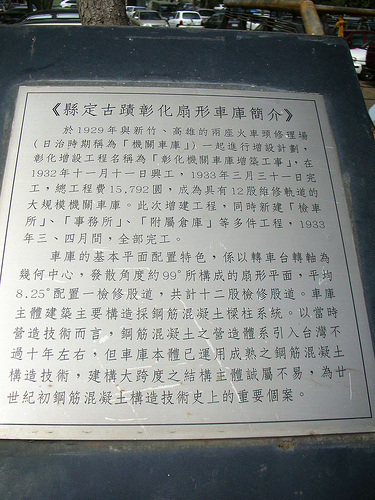 《縣定古蹟彰化扇形車庫簡介》
於1929年與新竹、高雄的兩座火車頭修理場
(日治時期稱為「機關車庫」)一起進行增設計劃,
彰化增設工程名稱為「彰化機關車庫增築工事」,在
1932年十一月十一日興工,1933年三月三十一日完
工,總工程費15,792圓,成為具有12股維修軌道的
大規模機關車庫。此次增建工程,同時新建「檢車
所」、「事務所」、「附屬倉庫」等多件工程,1933
年三、四月間,全部完工。
車庫的基本平面配置特色,係以轉車台轉軸為
幾何中心,發散角度約99°所構成的扇形平面,平均
8.25°配置一檢修股道,共計十二股檢修股道。車庫
主體建築主要構造採鋼筋混凝土樑柱系統。以當時
營造技術而言,鋼筋混凝土之營造體系引入台灣不
過十年左右,但車庫本體已運用成熟之鋼筋混凝土
構造技術,建構大跨度之結構主體誠屬不易,為廿
世紀初鋼筋混凝土構造技術史上的重要個案。